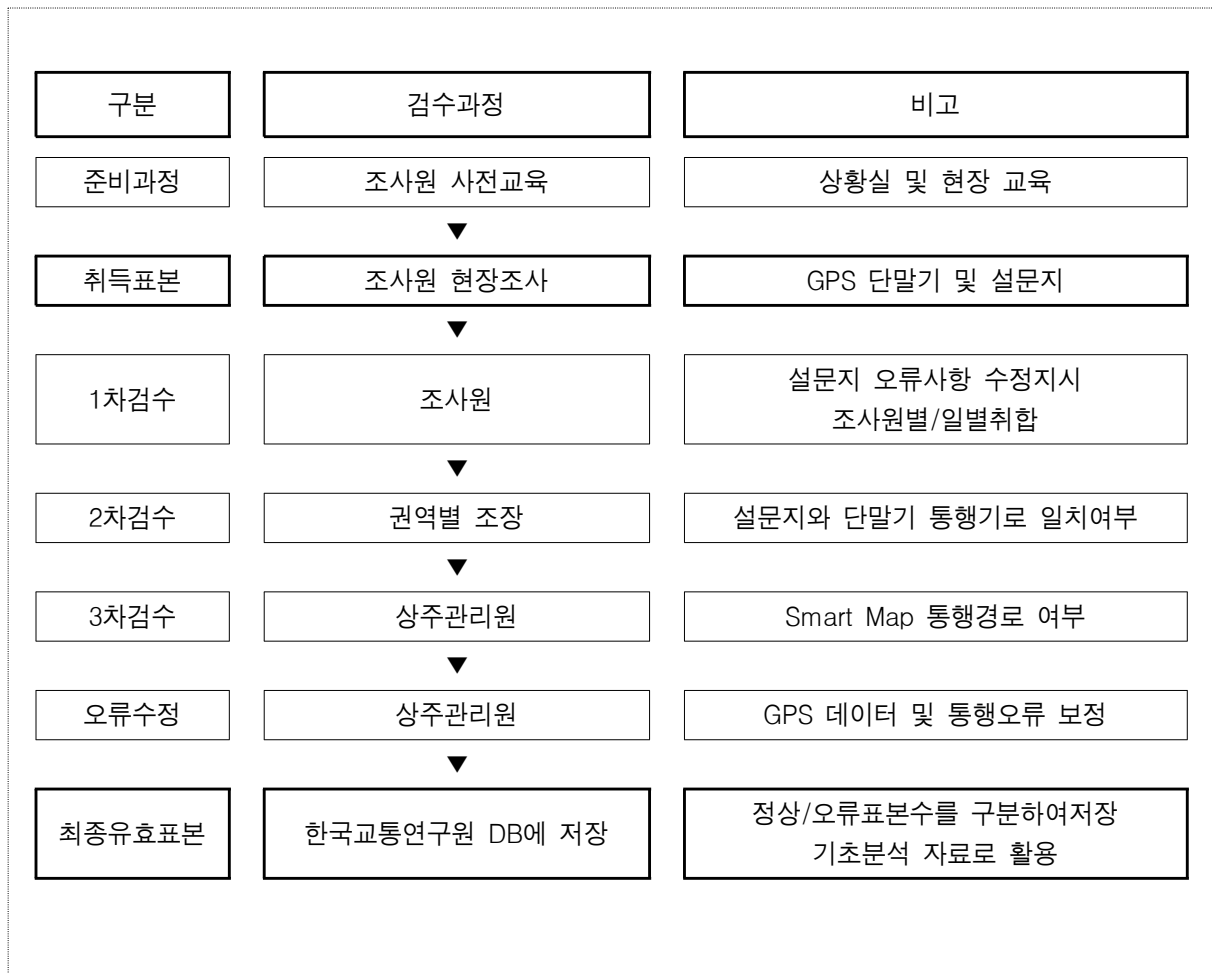 구분 검수과정 비고
준비과정 조사원 사전교육 상황실 및 현장 교육
▼
취득표본 조사원 현장조사 GPS 단말기 및 설문지
▼
1차검수 조사원 설문지 오류사항 수정지시
조사원별/일별취합
▼
2차검수 권역별 조장 설문지와 단말기 통행기로 일치여부
▼
3차검수 상주관리원 Smart Map 통행경로 여부
▼
오류수정 상주관리원 GPS 데이터 및 통행오류 보정
▼
최종유효표본 한국교통연구원 DB에 저장 정상/오류표본수를 구분하여저장
기초분석 자료로 활용